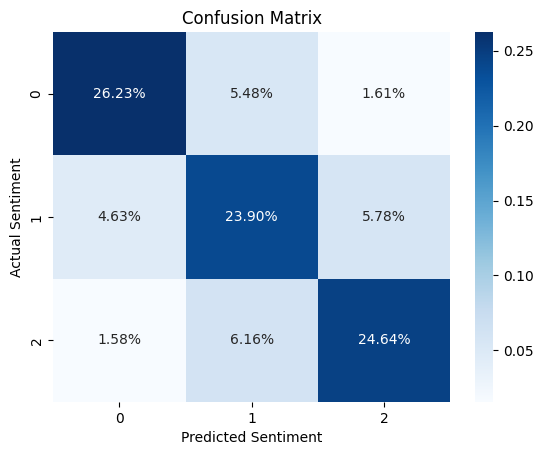 Confusion Matrix
Actual Sentiment
0
26.23% 5.48% 1.61%
1
4.63% 23.90% 5.78%
2
1.58% 6.16% 24.64%
0 1 2
Predicted Sentiment
0.25
0.20
0.15
0.10
0.05